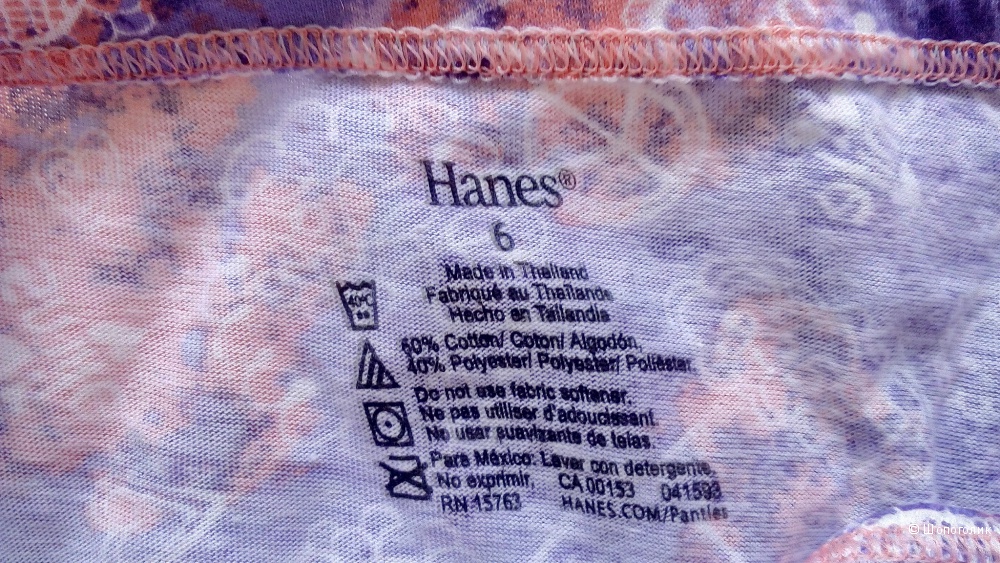 Hanes®
6
Made in Thailand
Fabriqué au Thaïlande
Hecho en Tailandia
40°C
60% Cotton/ Coton/ Algodón,
40% Polyester/ Polyester/ Poliéster.
Do not use fabric softener.
Ne pas utiliser d'adoucissant.
No usar suavizante de telas.
Para México: Lavar con detergente,
No exprimir. CA 00153
RN 15763 HANES.COM/Panties
© Шопоголик